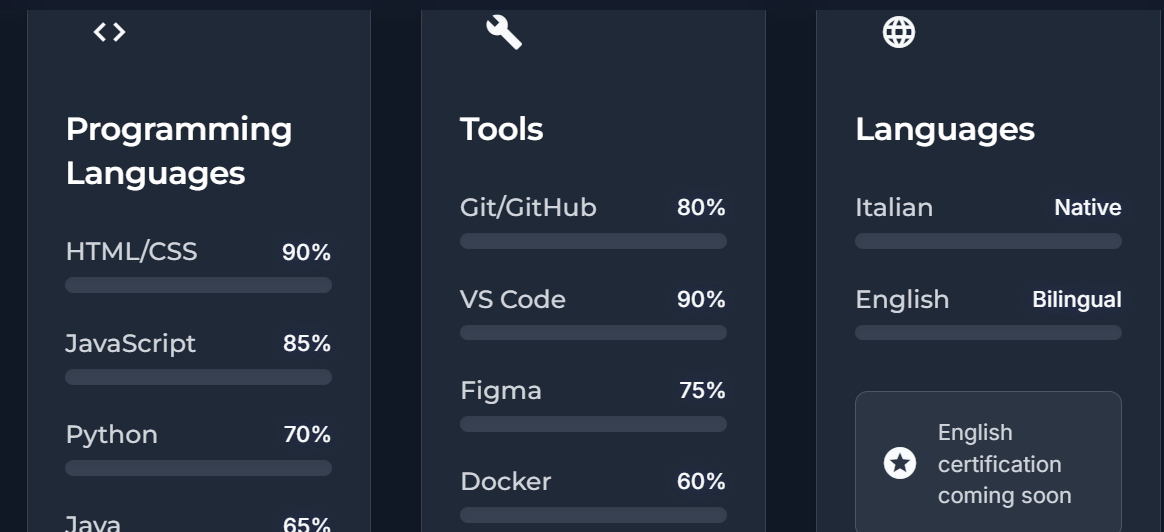 Programming
Languages
HTML/CSS 90%
JavaScript 85%
Python 70%
Java 65%
Tools
Git/GitHub 80%
VS Code 90%
Figma 75%
Docker 60%
Languages
Italian Native
English Bilingual
English
certification
coming soon